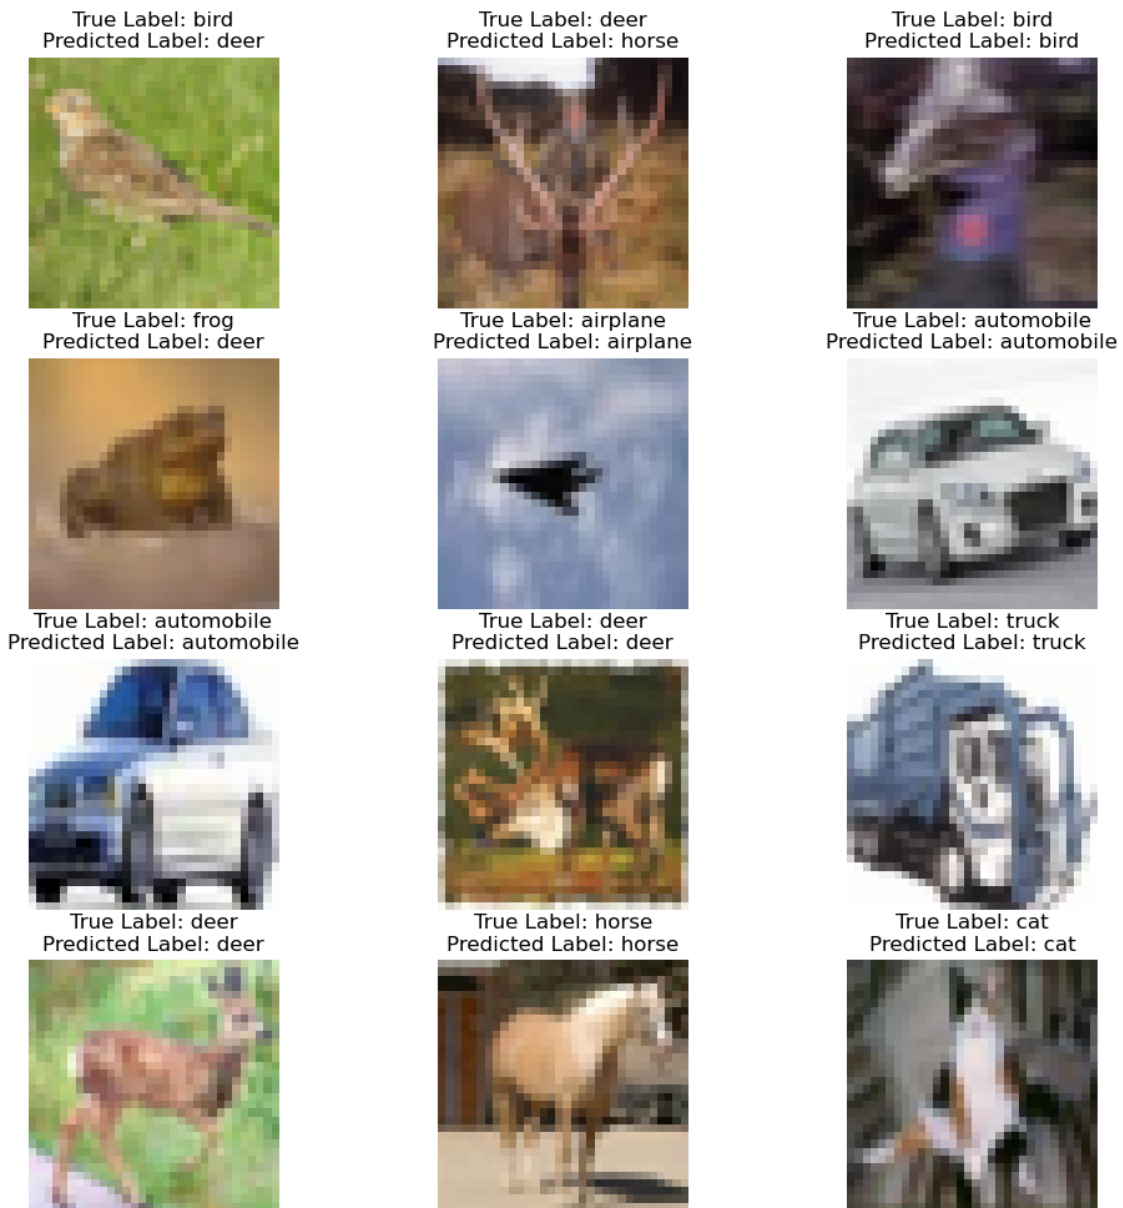 True Label: bird
Predicted Label: deer
True Label: deer
Predicted Label: horse
True Label: bird
Predicted Label: bird
True Label: frog
Predicted Label: deer
True Label: airplane
Predicted Label: airplane
True Label: automobile
Predicted Label: automobile
True Label: automobile
Predicted Label: automobile
True Label: deer
Predicted Label: deer
True Label: truck
Predicted Label: truck
True Label: deer
Predicted Label: deer
True Label: horse
Predicted Label: horse
True Label: cat
Predicted Label: cat